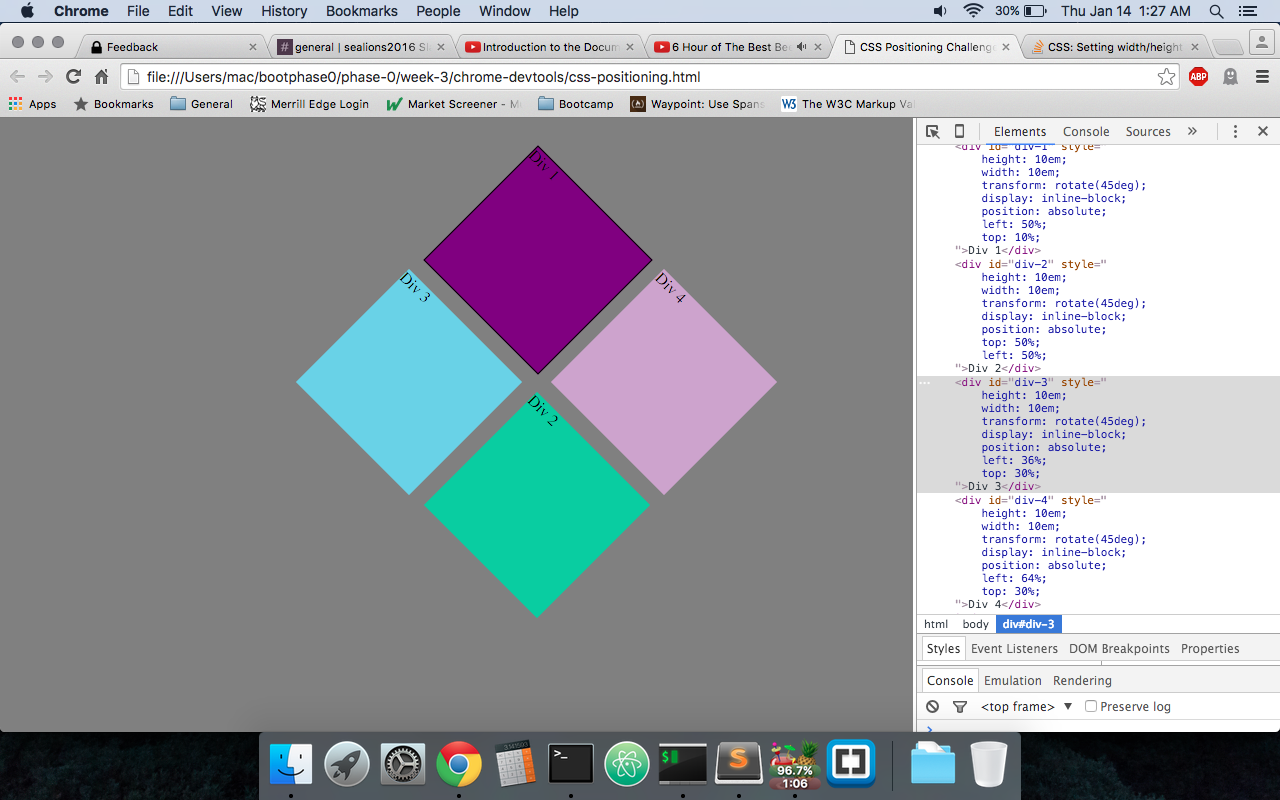 Chrome File Edit View History Bookmarks People Window Help 30% Thu Jan 14 1:27 AM
Feedback general | sealions2016 Introduction to the Docum 6 Hour of The Best CSS Positioning Challenge CSS: Setting width/height
file:///Users/mac/bootphase0/phase-0/week-3/chrome-devtools/css-positioning.html ABP
Apps Bookmarks General Merrill Edge Login Market Screener - Bootcamp Waypoint: Use Spans W3 The W3C Markup
Div 1
Div 3
Div 4
Div 2
Elements Console Sources »
<div id="div-1" style="
height: 10em;
width: 10em;
transform: rotate(45deg);
display: inline-block;
position: absolute;
left: 50%;
top: 10%;
">Div 1</div>
<div id="div-2" style="
height: 10em;
width: 10em;
transform: rotate(45deg);
display: inline-block;
position: absolute;
top: 50%;
left: 50%;
">Div 2</div>
<div id="div-3" style="
height: 10em;
width: 10em;
transform: rotate(45deg);
display: inline-block;
position: absolute;
left: 36%;
top: 30%;
">Div 3</div>
<div id="div-4" style="
height: 10em;
width: 10em;
transform: rotate(45deg);
display: inline-block;
position: absolute;
left: 64%;
top: 30%;
">Div 4</div>
html body div#div-3
Styles Event Listeners DOM Breakpoints Properties
Console Emulation Rendering
<top frame> ▼ Preserve log
96.7%
1:06